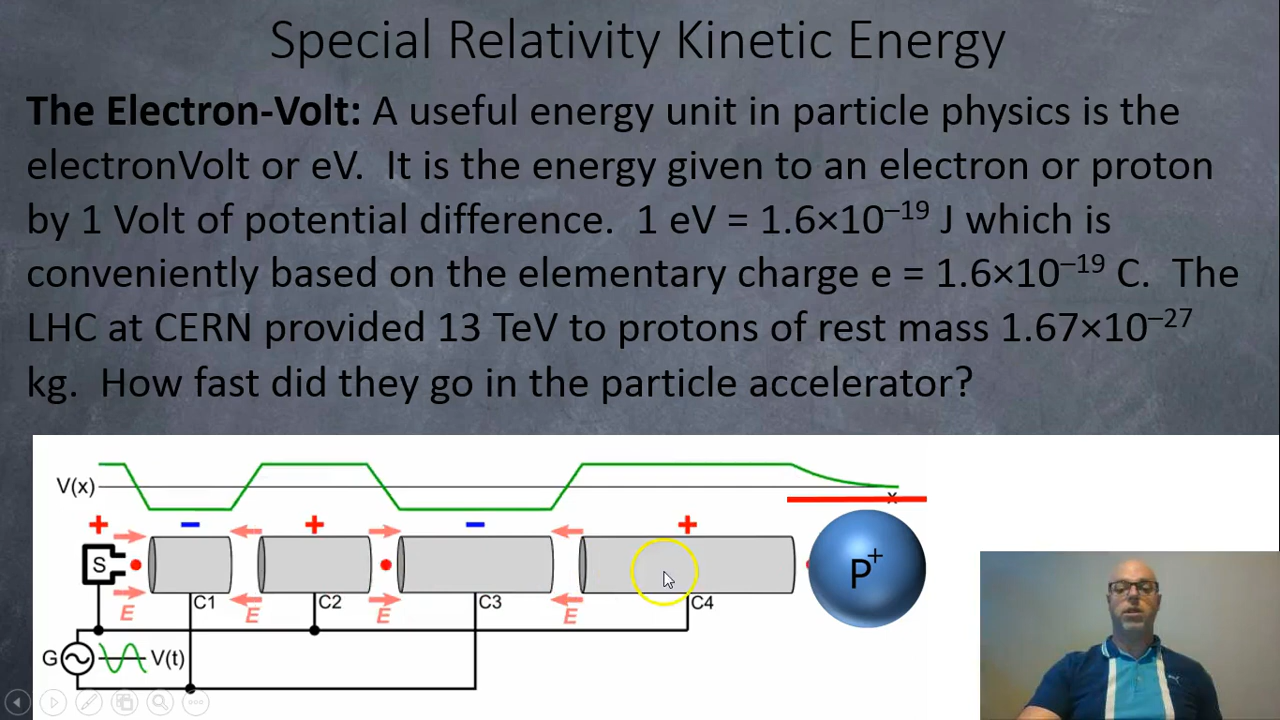 Special Relativity Kinetic Energy
The Electron-Volt: A useful energy unit in particle physics is the
electronVolt or eV. It is the energy given to an electron or proton
by 1 Volt of potential difference. 1 eV = 1.6×10⁻¹⁹ J which is
conveniently based on the elementary charge e = 1.6×10⁻¹⁹ C. The
LHC at CERN provided 13 TeV to protons of rest mass 1.67×10⁻²⁷
kg. How fast did they go in the particle accelerator?
V(x)
x
+ − + − +
S
P⁺
E C1 E C2 E C3 E C4
G V(t)